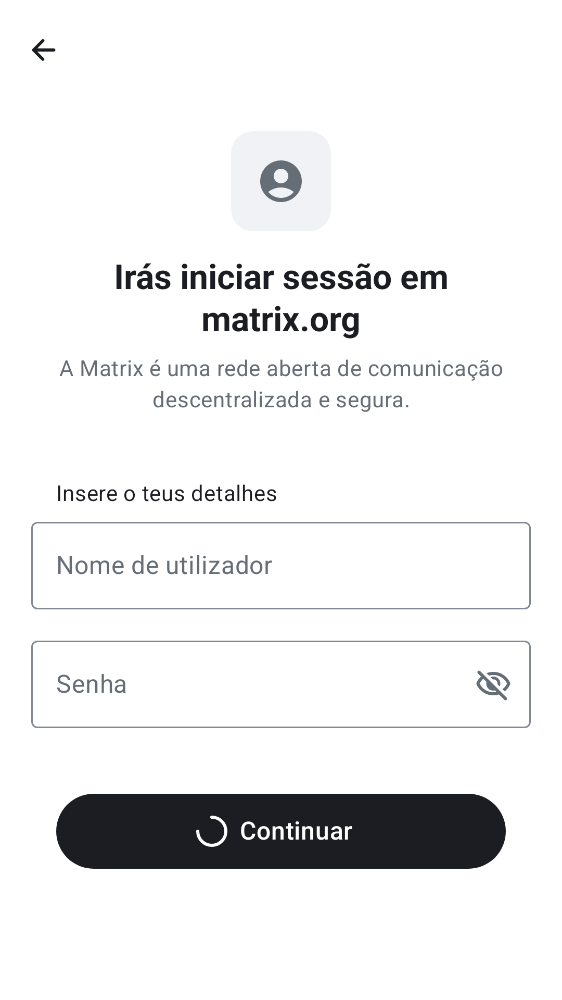 Irás iniciar sessão em
matrix.org
A Matrix é uma rede aberta de comunicação
descentralizada e segura.
Insere o teus detalhes
Nome de utilizador
Senha
Continuar